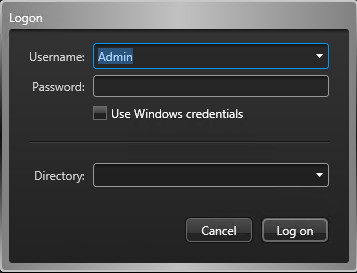 Logon
Username: Admin
Password:
Use Windows credentials
Directory:
Cancel Log on